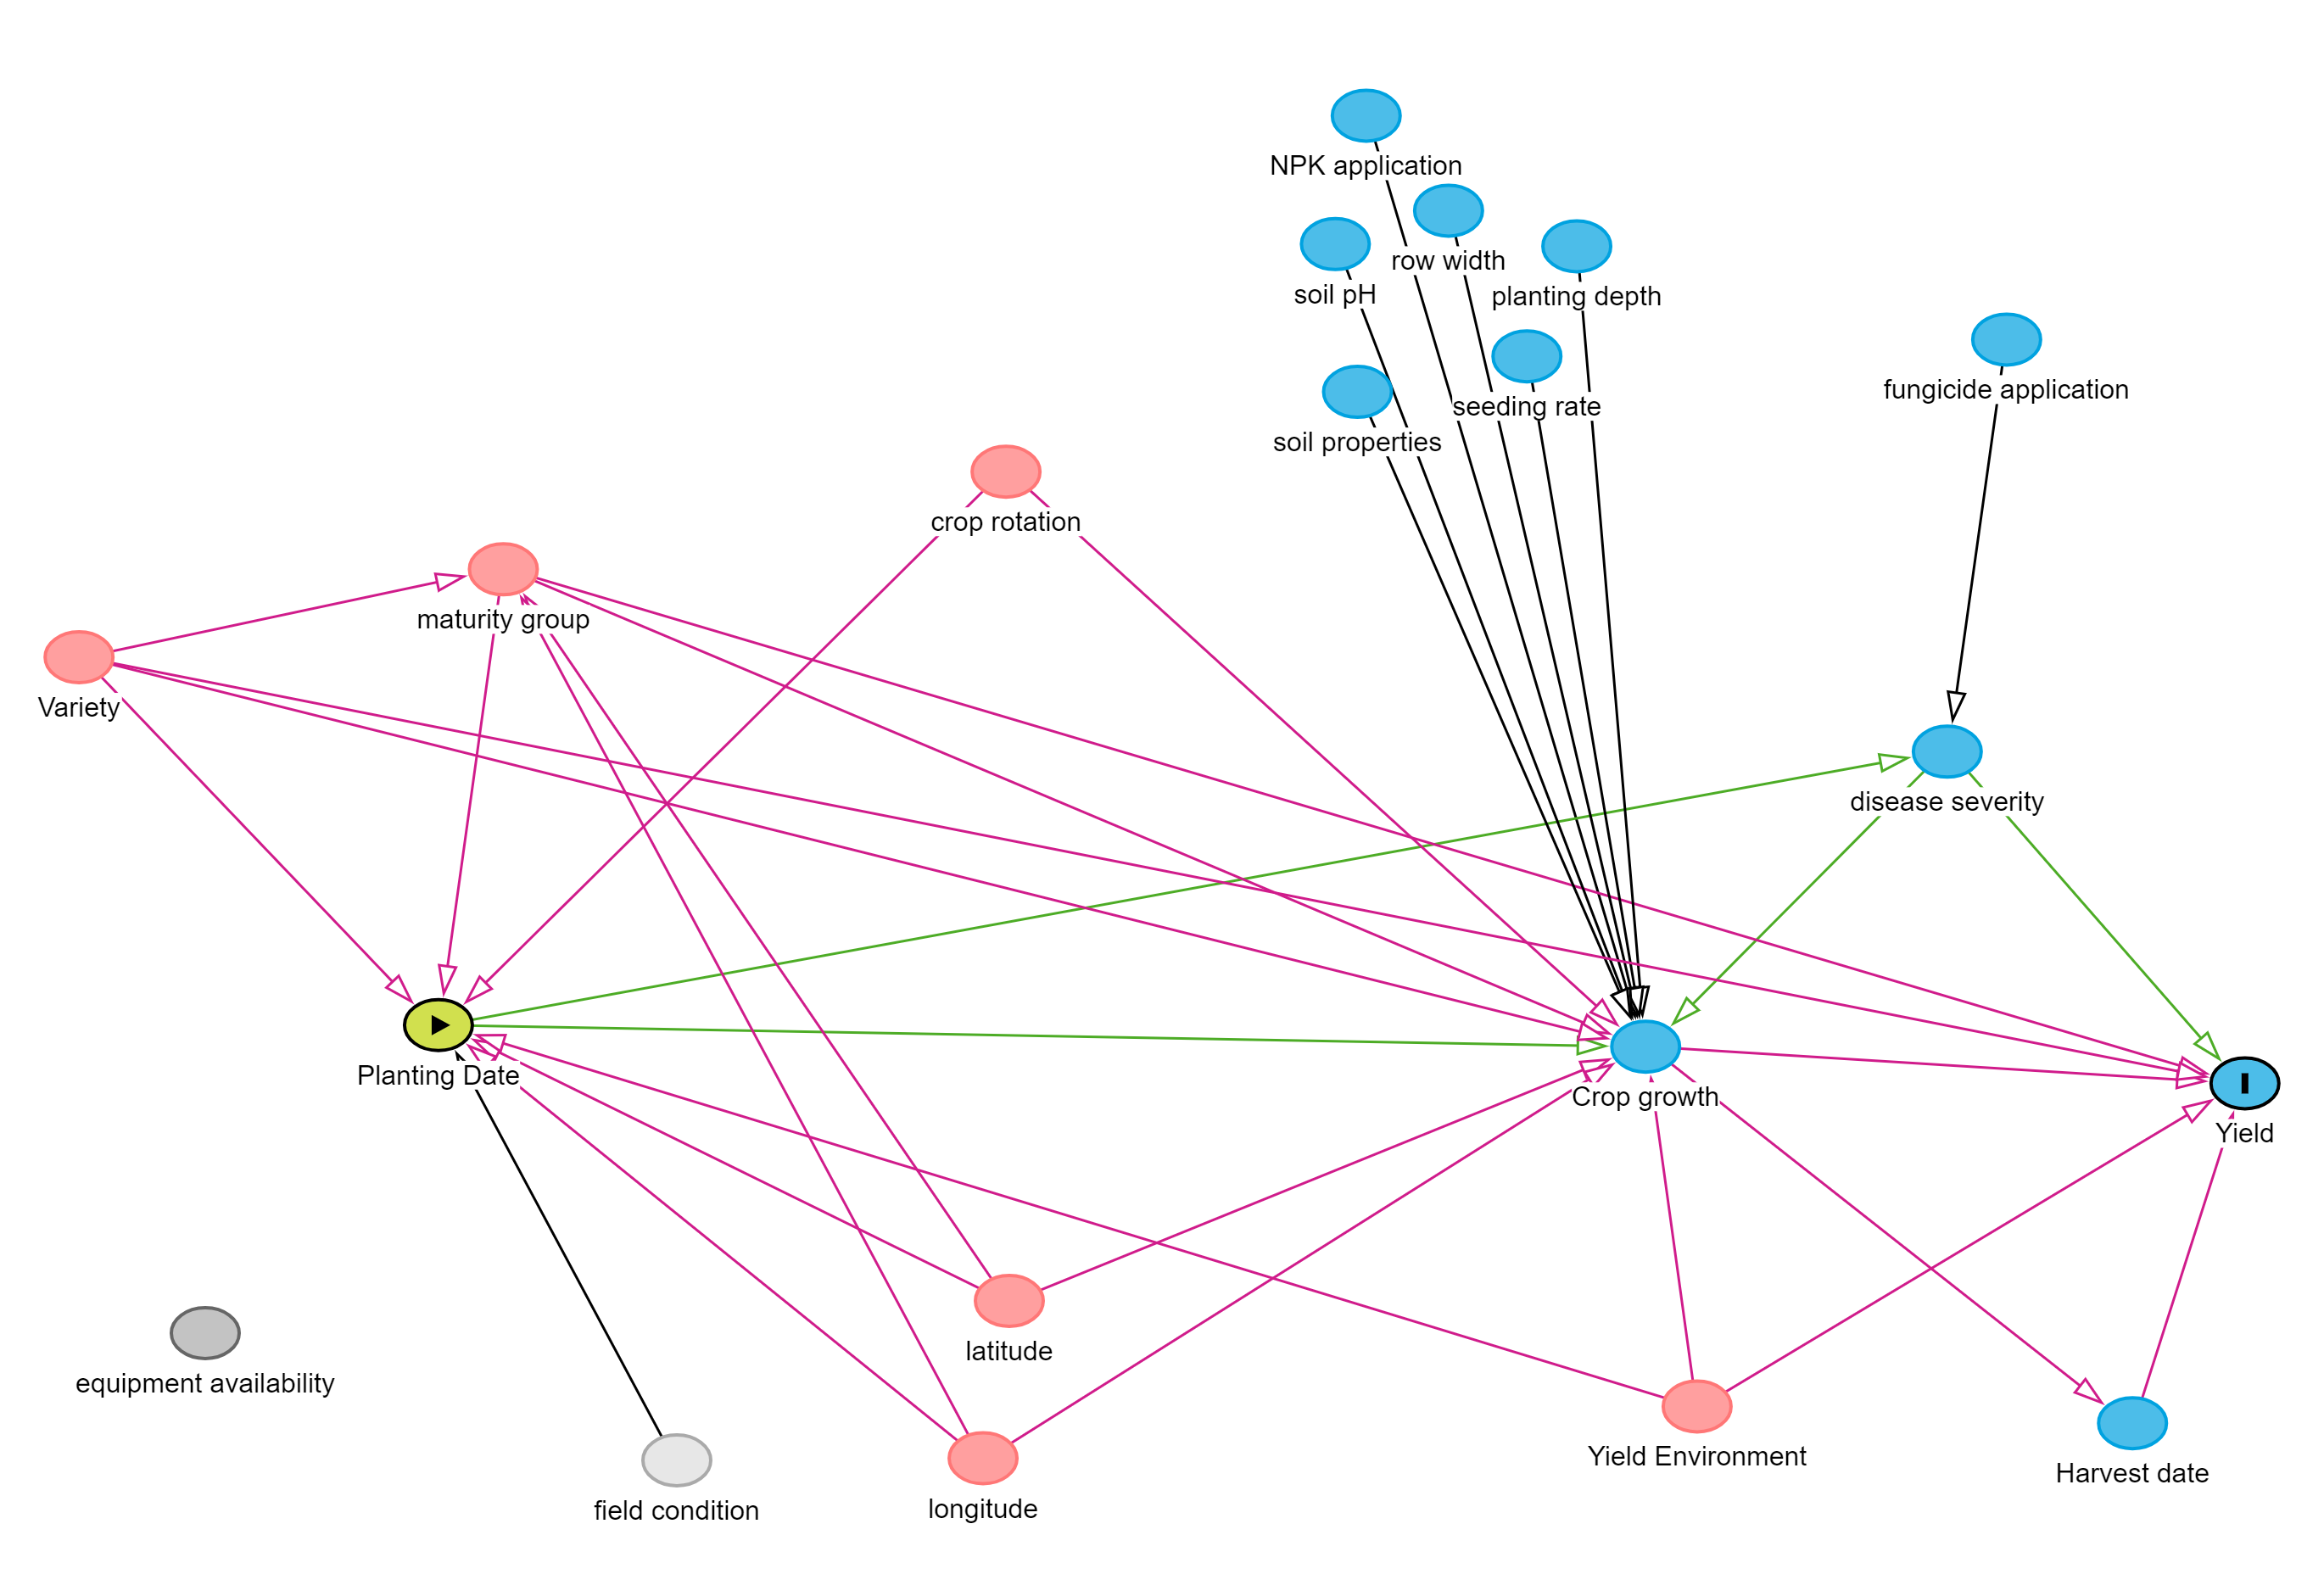 NPK application
row width
soil pH
planting depth
fungicide application
seeding rate
soil properties
crop rotation
maturity group
Variety
disease severity
Planting Date
Crop growth
Yield
latitude
equipment availability
Yield Environment
Harvest date
field condition
longitude